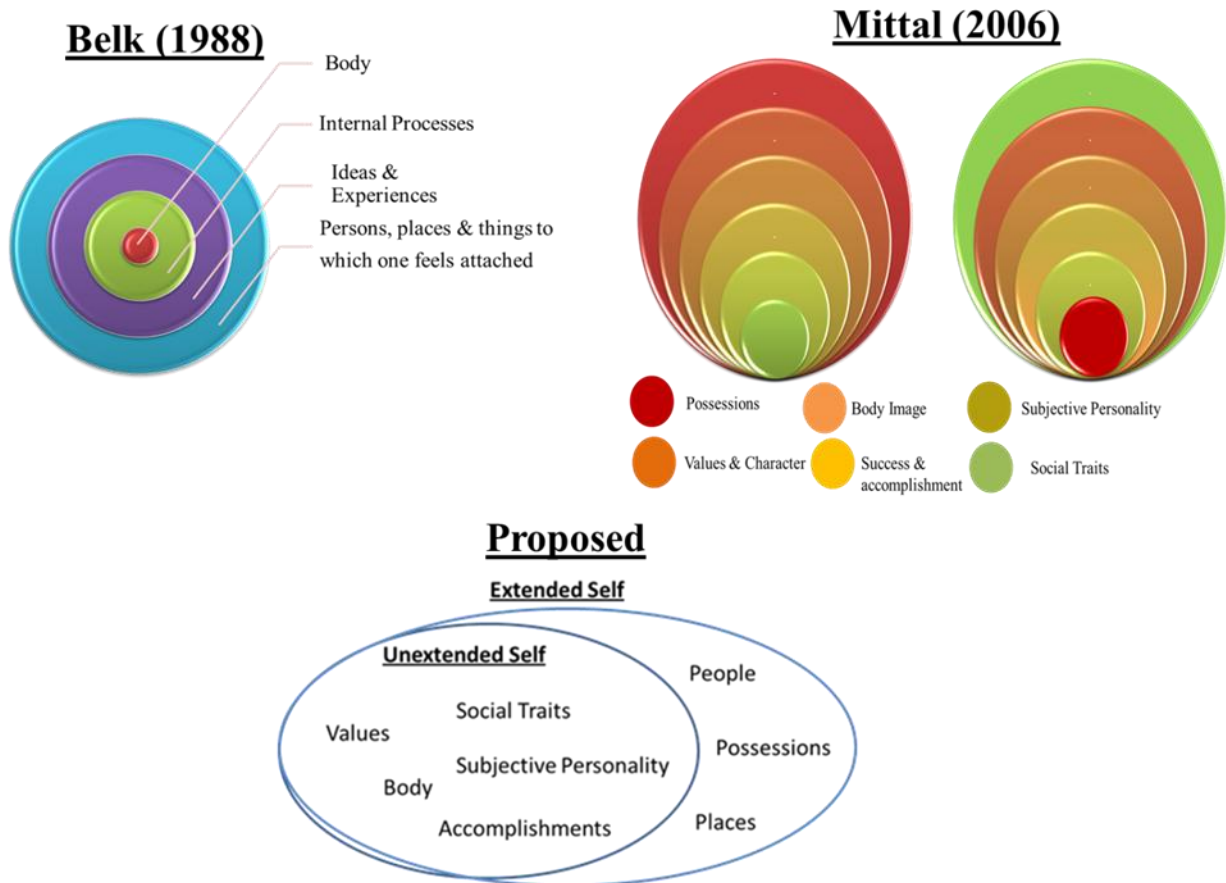 Belk (1988)
Body
Internal Processes
Ideas &
Experiences
Persons, places & things to
which one feels attached
Mittal (2006)
Possessions
Body Image
Subjective Personality
Values & Character
Success &
accomplishment
Social Traits
Proposed
Extended Self
Unextended Self
People
Social Traits
Values
Possessions
Subjective Personality
Body
Places
Accomplishments